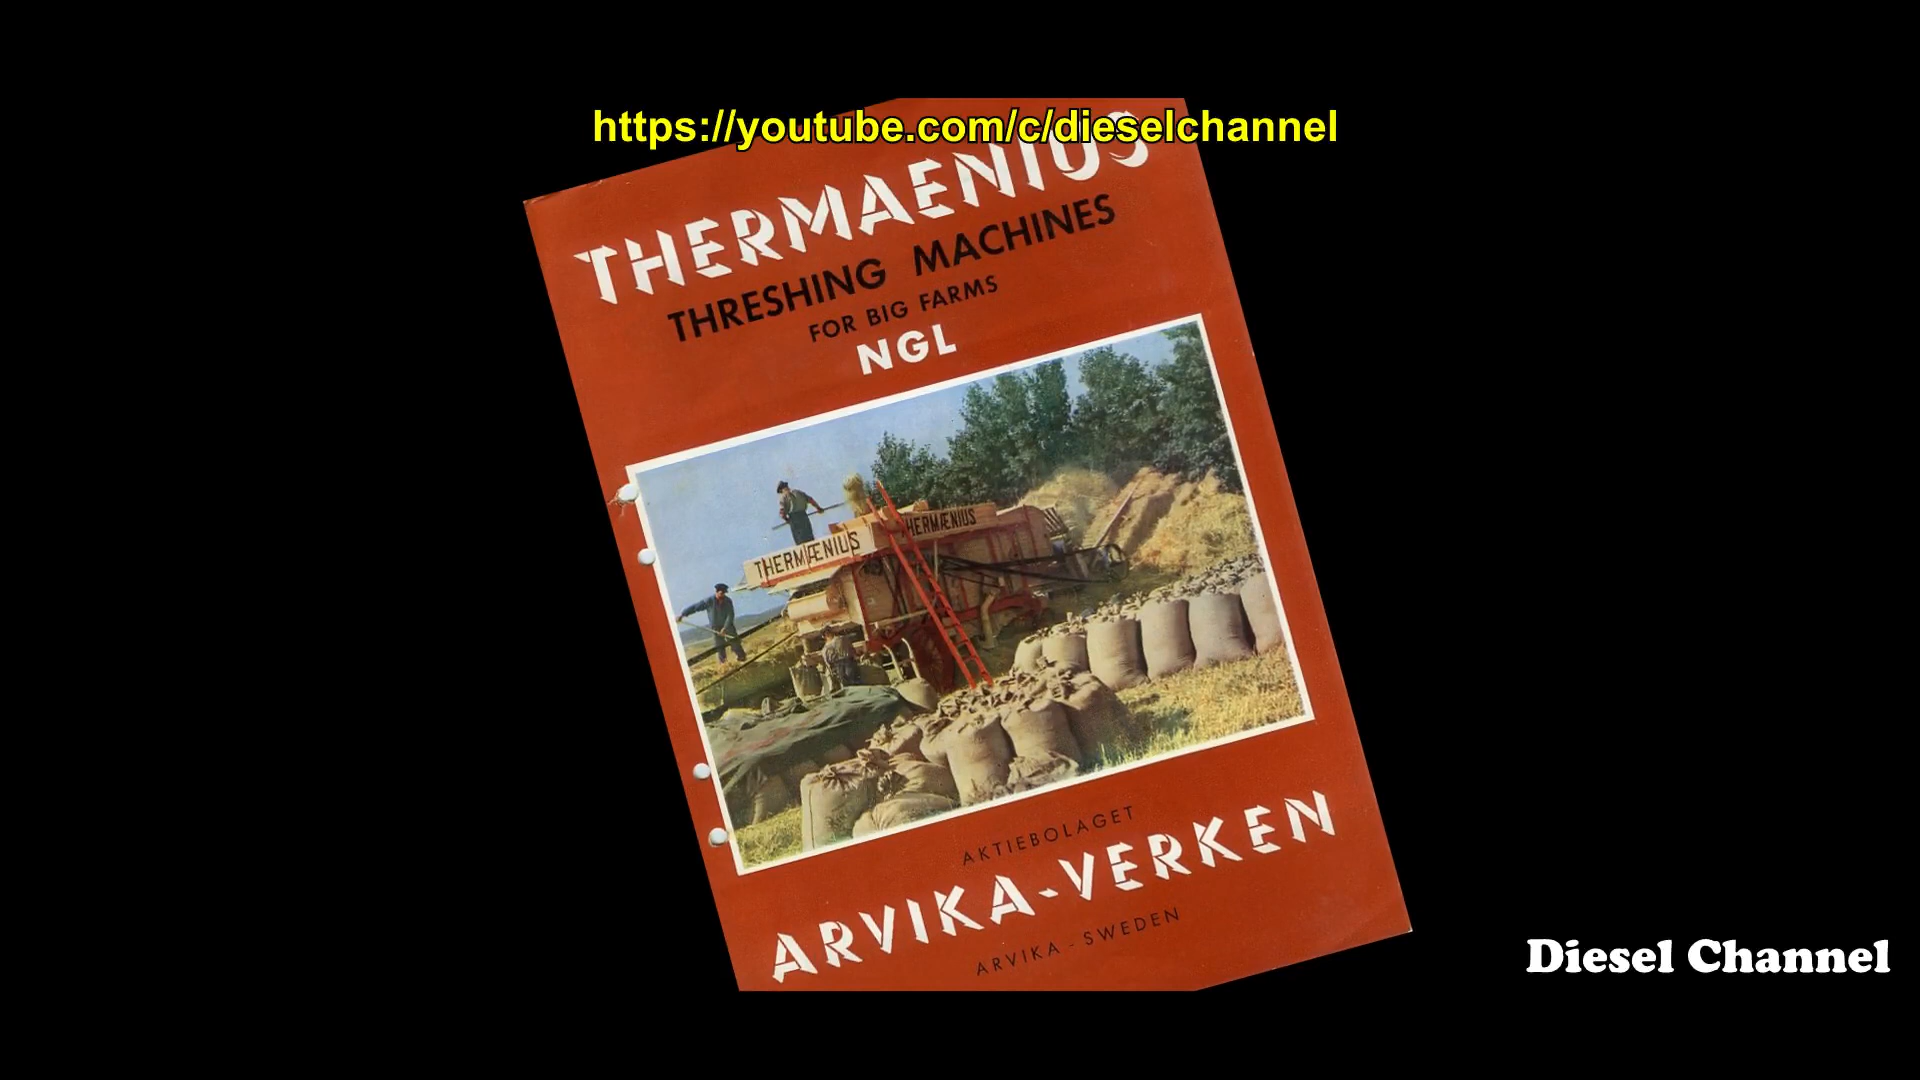 https://youtube.com/c/dieselchannel
THERMAENIUS
THRESHING MACHINES
FOR BIG FARMS
NGL
THERMÆNIUS
THERMÆNIUS
AKTIEBOLAGET
ARVIKA-VERKEN
ARVIKA - SWEDEN
Diesel Channel